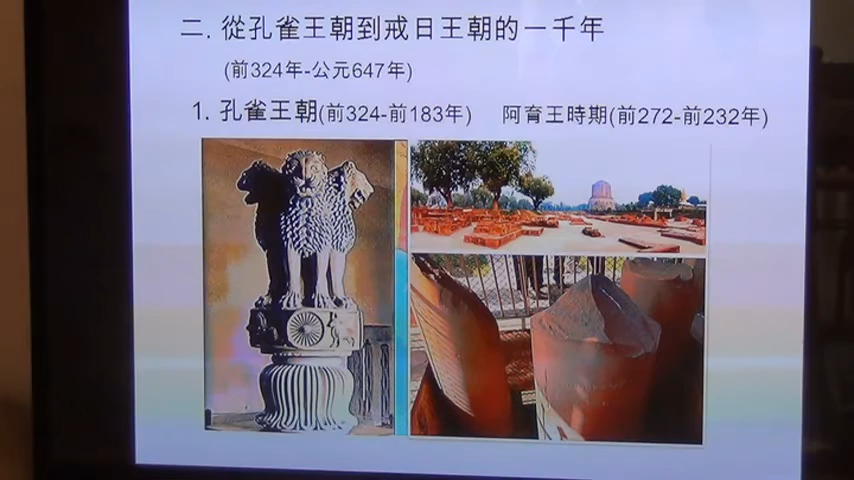 二. 從孔雀王朝到戒日王朝的一千年
(前324年-公元647年)
1. 孔雀王朝(前324-前183年) 阿育王時期(前272-前232年)